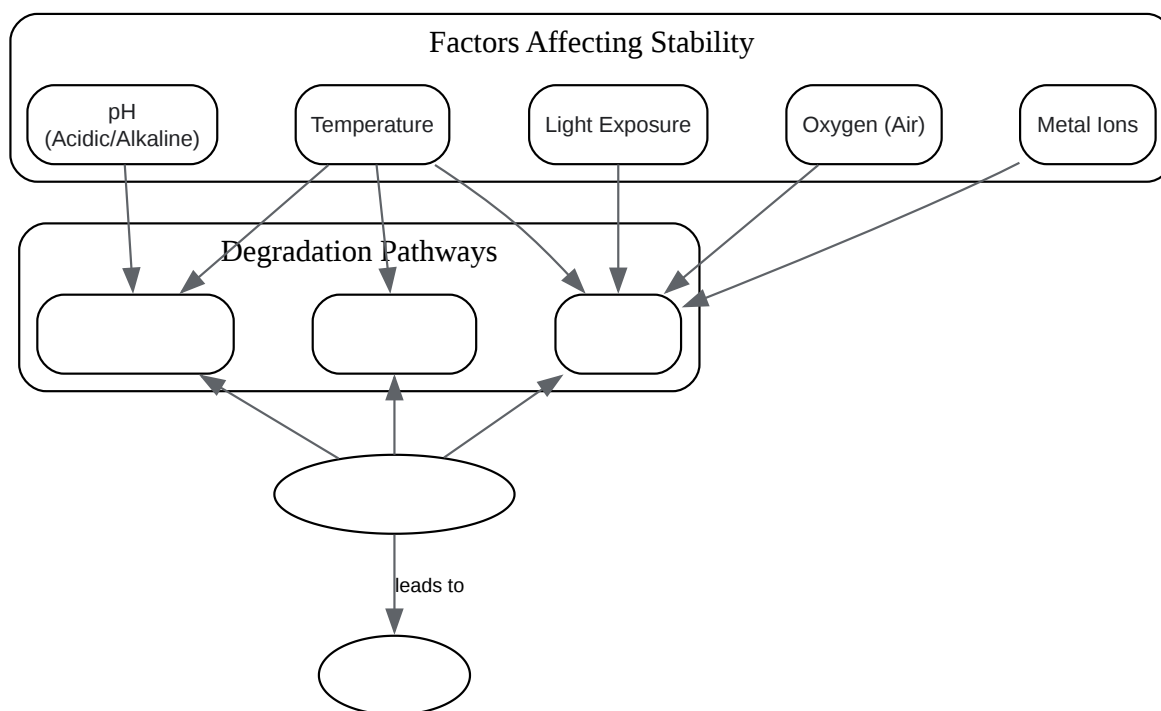 Factors Affecting Stability
pH
(Acidic/Alkaline)
Temperature
Light Exposure
Oxygen (Air)
Metal Ions
Degradation Pathways
leads to